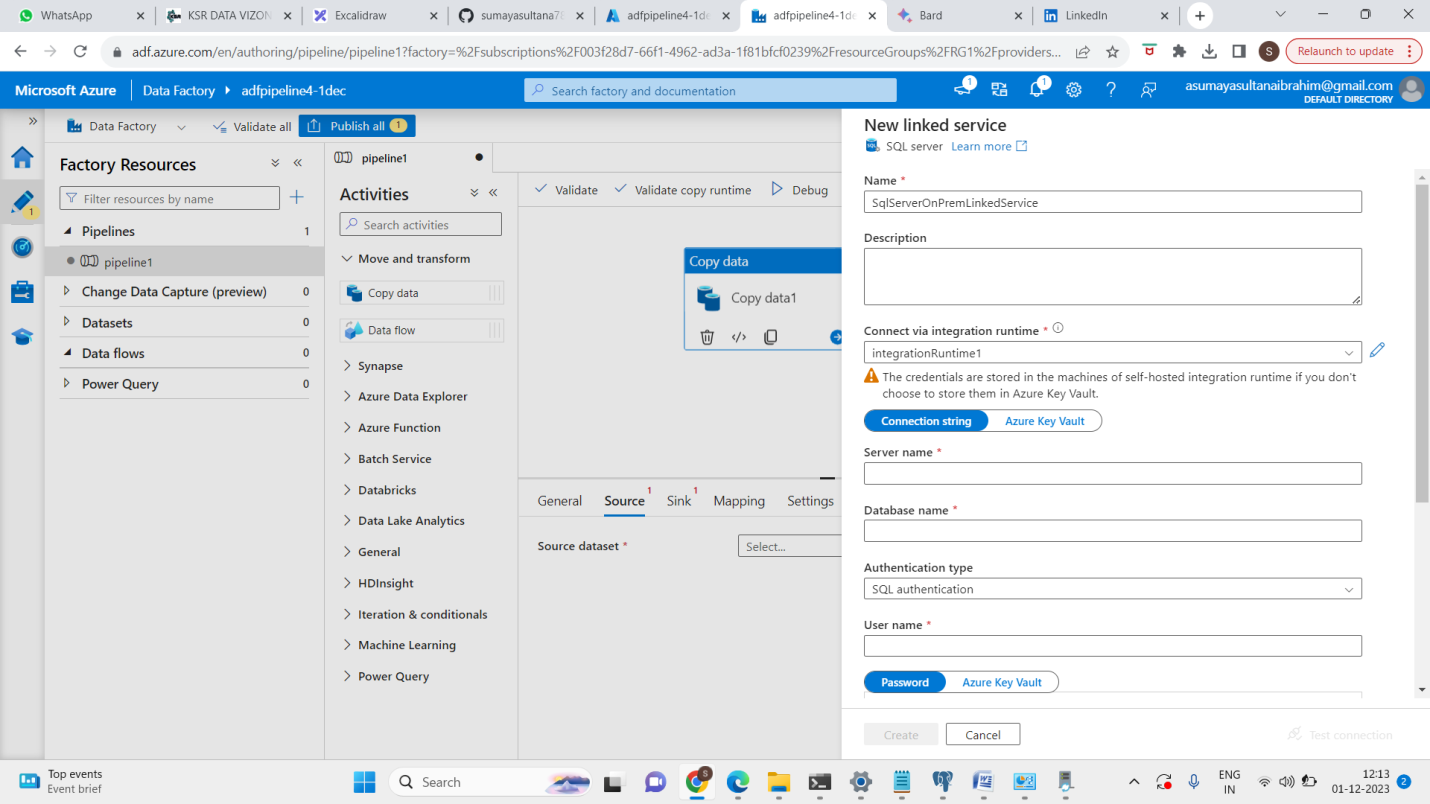 WhatsApp
KSR DATA VIZON
Excalidraw
sumayasultana78
adfpipeline4-1de
adfpipeline4-1de
Bard
LinkedIn
adf.azure.com/en/authoring/pipeline/pipeline1?factory=%2Fsubscriptions%2F003f28d7-66f1-4962-ad3a-1f81bfcf0239%2FresourceGroups%2FRG1%2Fproviders...
S
Relaunch to update
Microsoft Azure
Data Factory
adfpipeline4-1dec
Search factory and documentation
1
1
asumayasultanaibrahim@gmail.com
DEFAULT DIRECTORY
Data Factory
Validate all
Publish all 1
1
Factory Resources
Filter resources by name
Pipelines 1
pipeline1
Change Data Capture (preview) 0
Datasets 0
Data flows 0
Power Query 0
pipeline1
Activities
Search activities
Move and transform
Copy data
Data flow
Synapse
Azure Data Explorer
Azure Function
Batch Service
Databricks
Data Lake Analytics
General
HDInsight
Iteration & conditionals
Machine Learning
Power Query
Validate
Validate copy runtime
Debug
Copy data
Copy data1
General
Source 1
Sink 1
Mapping
Settings
Source dataset *
Select...
New linked service
SQL
SQL server Learn more
Name *
SqlServerOnPremLinkedService
Description
Connect via integration runtime *
integrationRuntime1
The credentials are stored in the machines of self-hosted integration runtime if you don't
choose to store them in Azure Key Vault.
Connection string
Azure Key Vault
Server name *
Database name *
Authentication type
SQL authentication
User name *
Password
Azure Key Vault
Create
Cancel
Test connection
Top events
Event brief
Search
S
ENG
IN
12:13
01-12-2023
2